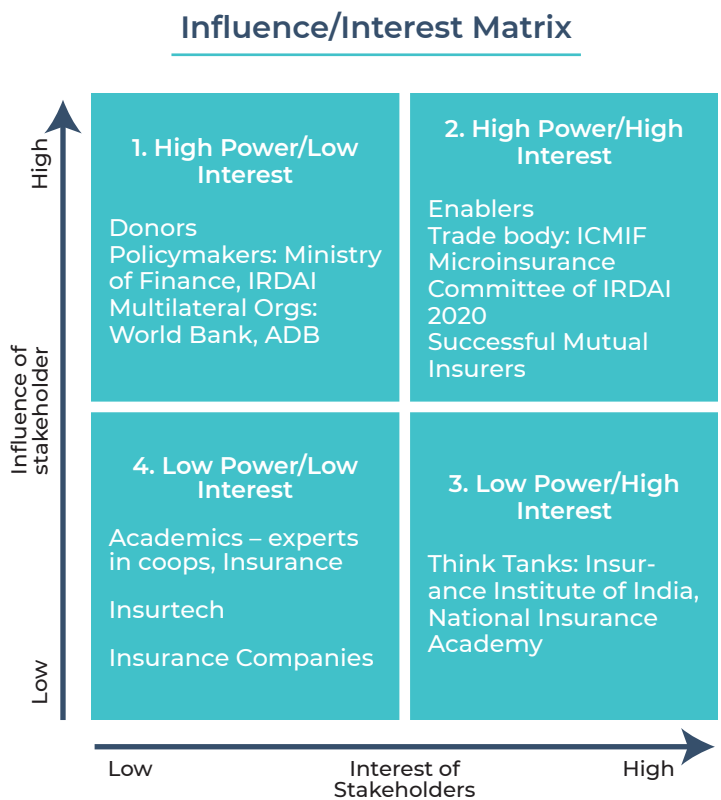 Influence/Interest Matrix
High
Influence of
stakeholder
Low
1. High Power/Low
Interest
Donors
Policymakers: Ministry
of Finance, IRDAI
Multilateral Orgs:
World Bank, ADB
2. High Power/High
Interest
Enablers
Trade body: ICMIF
Microinsurance
Committee of IRDAI
2020
Successful Mutual
Insurers
4. Low Power/Low
Interest
Academics – experts
in coops, Insurance
Insurtech
Insurance Companies
3. Low Power/High
Interest
Think Tanks: Insur-
ance Institute of India,
National Insurance
Academy
Low
Interest of
Stakeholders
High